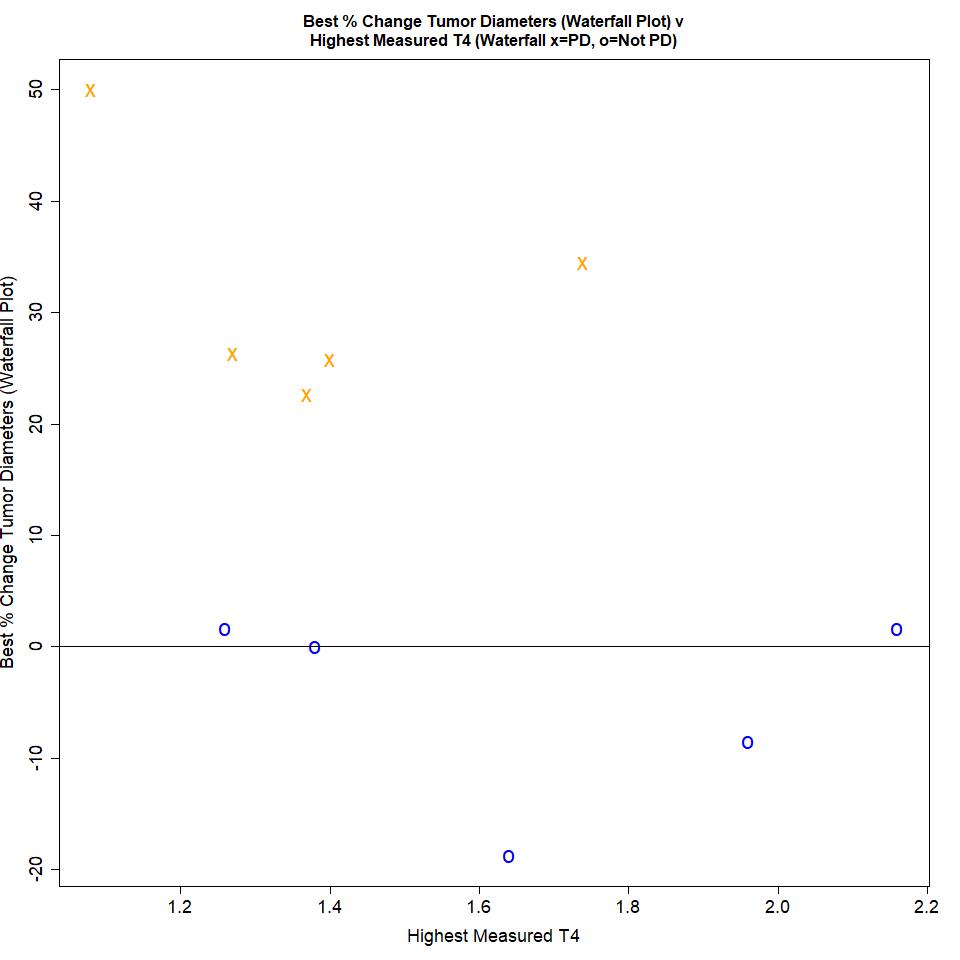 Best % Change Tumor Diameters (Waterfall Plot) v
Highest Measured T4 (Waterfall x=PD, o=Not PD)
Best % Change Tumor Diameters (Waterfall Plot)
50
40
30
20
10
0
-10
-20
X
X
X
X
X
O
O
O
O
O
1.2
1.4
1.6
1.8
2.0
2.2
Highest Measured T4